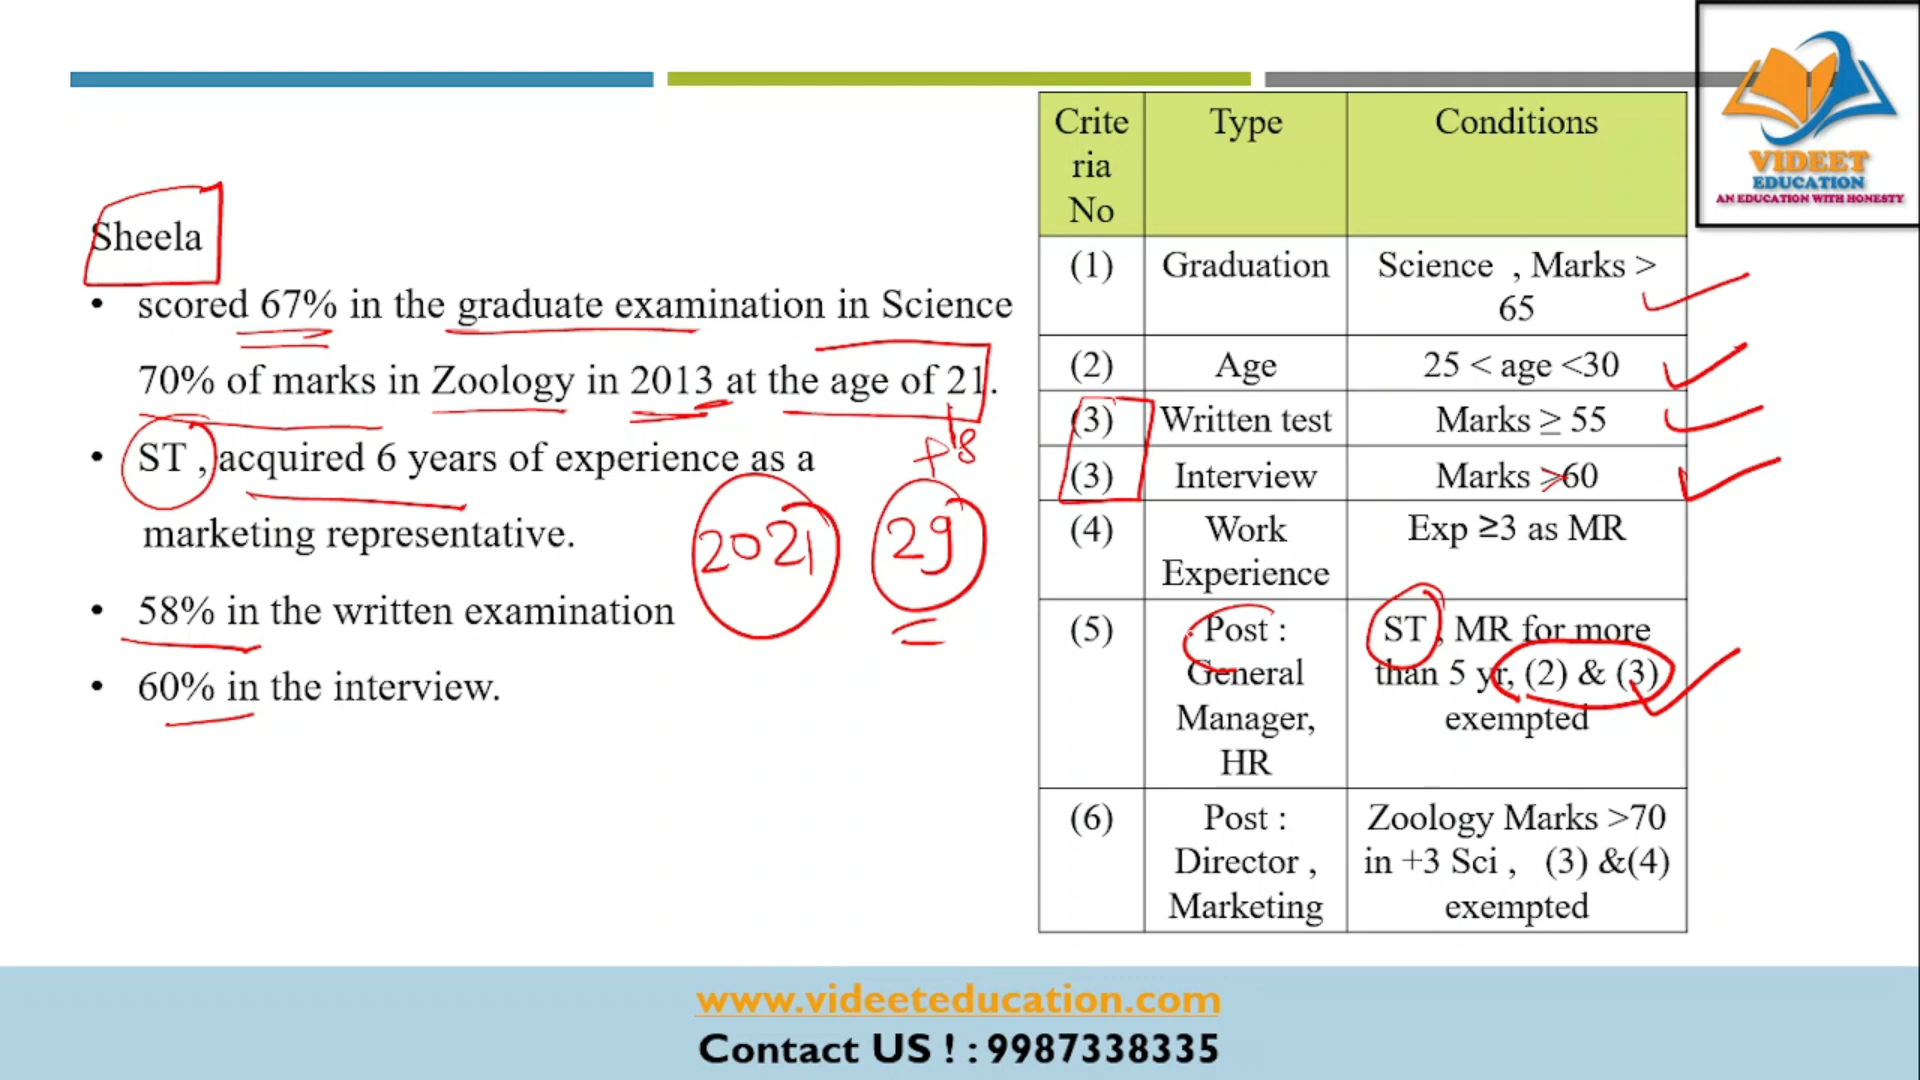 VIDEET
EDUCATION
AN EDUCATION WITH HONESTY
Sheela
• scored 67% in the graduate examination in Science
70% of marks in Zoology in 2013 at the age of 21.
+8
• ST , acquired 6 years of experience as a
marketing representative.
2021
29
• 58% in the written examination
• 60% in the interview.
Crite
ria
No
Type
Conditions
(1)
Graduation
Science , Marks >
65
(2)
Age
25 < age <30
(3)
Written test
Marks ≥ 55
(3)
Interview
Marks >60
(4)
Work
Experience
Exp ≥3 as MR
(5)
Post :
General
Manager,
HR
ST , MR for more
than 5 yr, (2) & (3)
exempted
(6)
Post :
Director ,
Marketing
Zoology Marks >70
in +3 Sci , (3) &(4)
exempted
www.videeteducation.com
Contact US ! : 9987338335